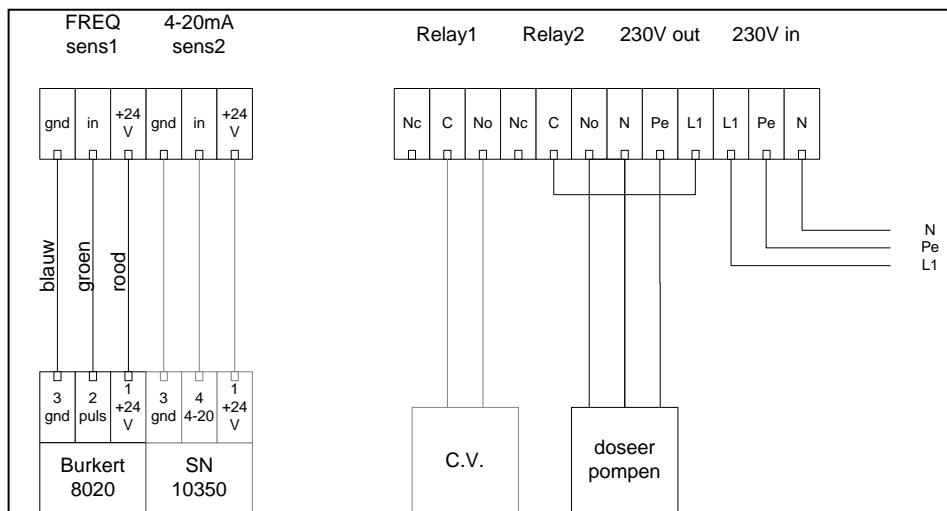 FREQ 4-20mA
sens1 sens2
Relay1 Relay2 230V out 230V in
gnd in +24 V gnd in +24 V
Nc C No Nc C No N Pe L1 L1 Pe N
blauw groen rood
N
Pe
L1
3 2 1 3 4 1
gnd puls +24 gnd 4-20 +24
V V
Burkert SN
8020 10350
C.V.
doseer
pompen